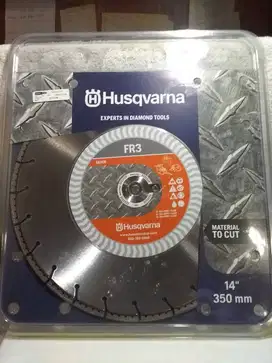 Husqvarna
EXPERTS IN DIAMOND TOOLS
FR3
Husqvarna
MATERIAL
TO CUT
14"
350 mm